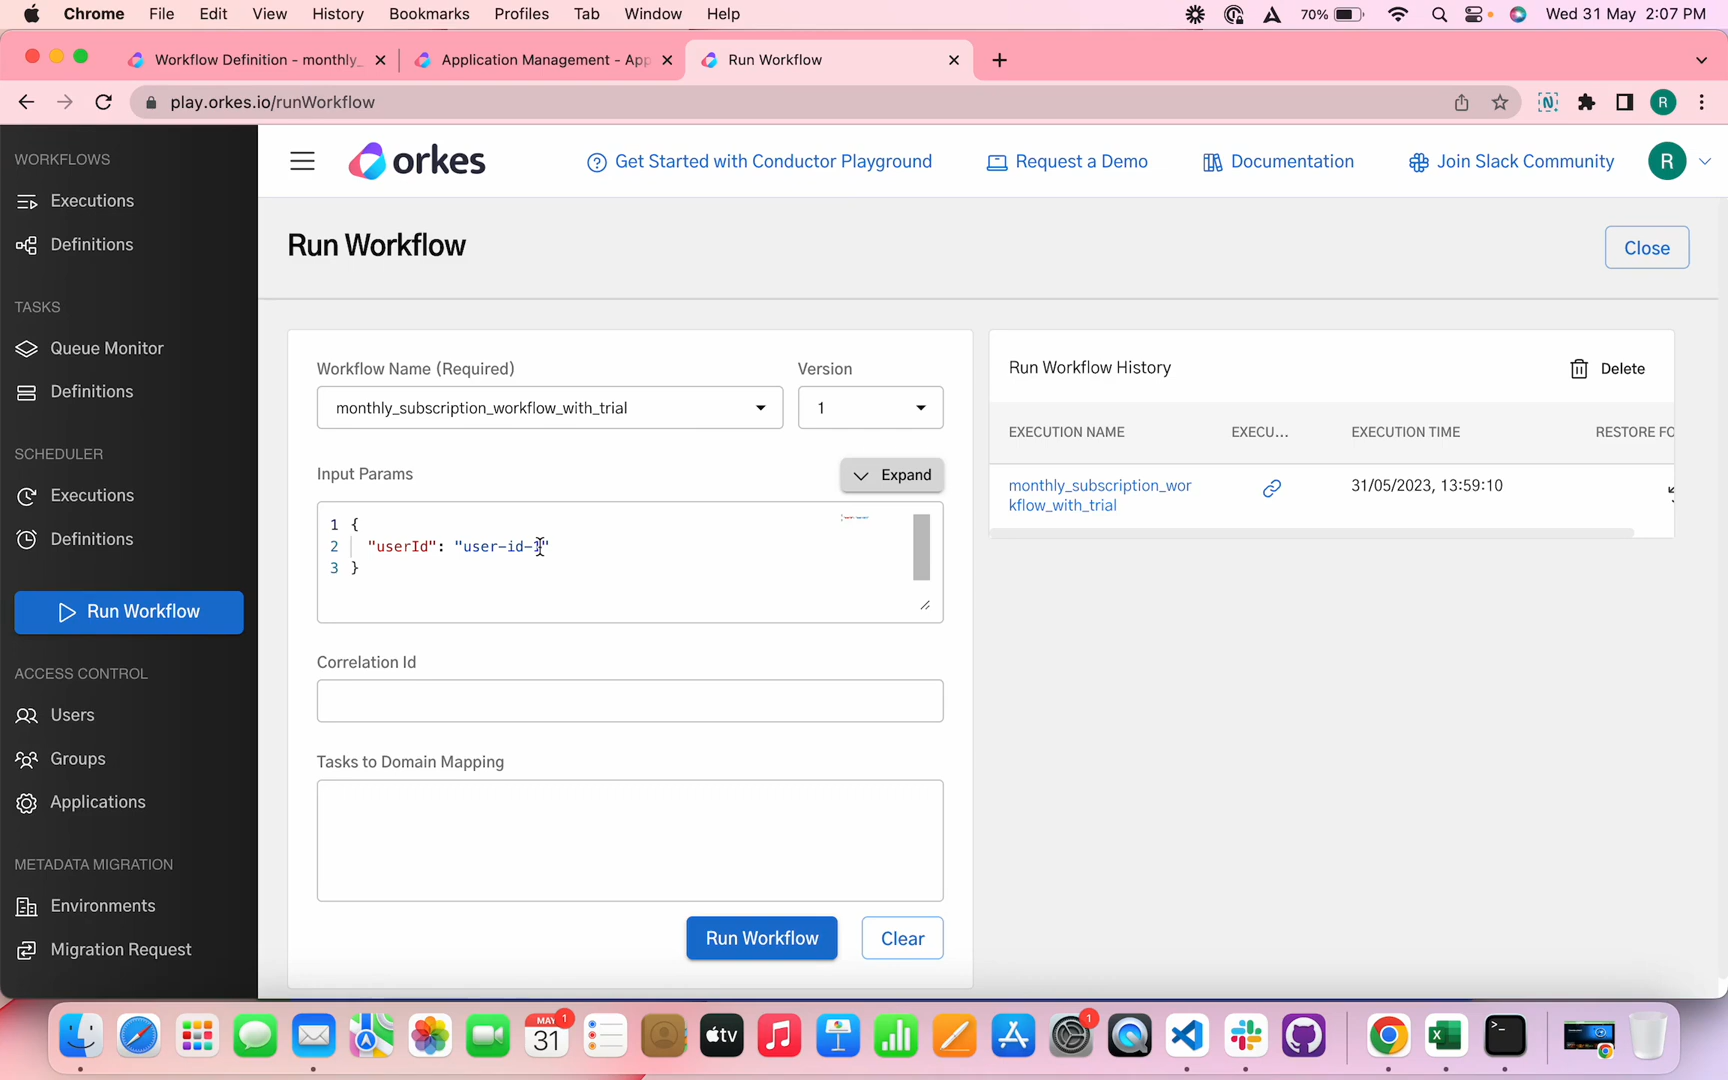 Chrome File Edit View History Bookmarks Profiles Tab Window Help 70% Wed 31 May 2:07 PM
Workflow Definition - monthly_ Application Management - App Run Workflow
play.orkes.io/runWorkflow R
WORKFLOWS
Executions
Definitions
TASKS
Queue Monitor
Definitions
SCHEDULER
Executions
Definitions
Run Workflow
ACCESS CONTROL
Users
Groups
Applications
METADATA MIGRATION
Environments
Migration Request
orkes Get Started with Conductor Playground Request a Demo Documentation Join Slack Community R
Run Workflow Close
Workflow Name (Required) Version
monthly_subscription_workflow_with_trial 1
Input Params Expand
1 {
2 "userId": "user-id-1"
3 }
Correlation Id
Tasks to Domain Mapping
Run Workflow Clear
Run Workflow History Delete
EXECUTION NAME EXECU... EXECUTION TIME RESTORE FO
monthly_subscription_wor 31/05/2023, 13:59:10
kflow_with_trial
MAY 1
31
tv
1